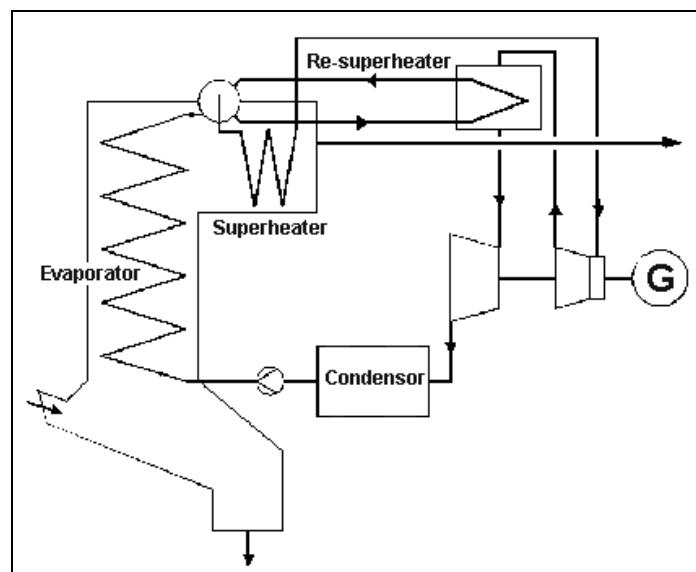 Re-superheater
Superheater
Evaporator
G
Condensor